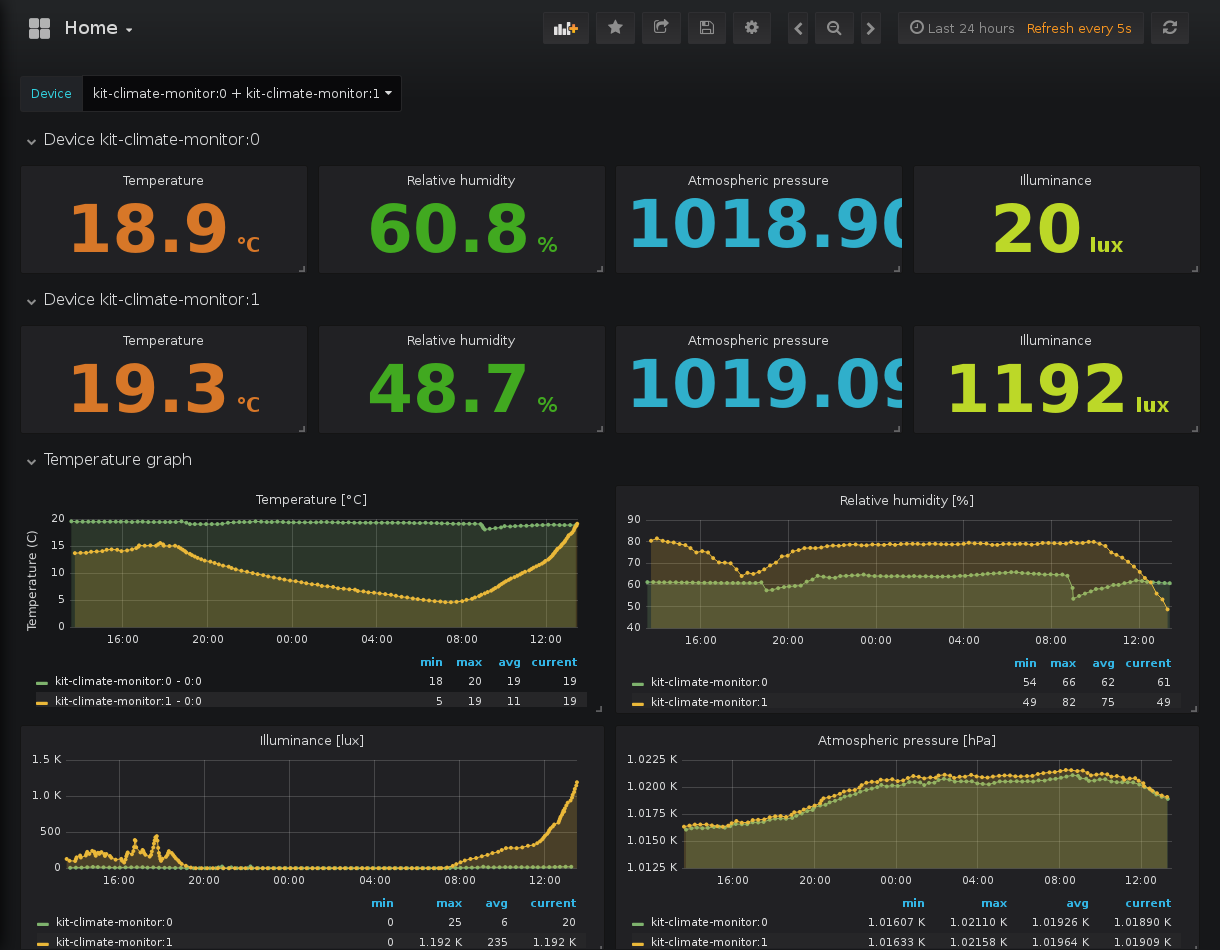 Home
Last 24 hours Refresh every 5s
Device kit-climate-monitor:0 + kit-climate-monitor:1
Device kit-climate-monitor:0
Temperature Relative humidity Atmospheric pressure Illuminance
18.9 °C 60.8 % 1018.90 20 lux
Device kit-climate-monitor:1
Temperature Relative humidity Atmospheric pressure Illuminance
19.3 °C 48.7 % 1019.09 1192 lux
Temperature graph
Temperature [°C]
Temperature (C)
20
15
10
5
0
16:00 20:00 00:00 04:00 08:00 12:00
min max avg current
kit-climate-monitor:0 - 0:0 18 20 19 19
kit-climate-monitor:1 - 0:0 5 19 11 19
Relative humidity [%]
90
80
70
60
50
40
16:00 20:00 00:00 04:00 08:00 12:00
min max avg current
kit-climate-monitor:0 54 66 62 61
kit-climate-monitor:1 49 82 75 49
Illuminance [lux]
1.5 K
1.0 K
500
0
16:00 20:00 00:00 04:00 08:00 12:00
min max avg current
kit-climate-monitor:0 0 25 6 20
kit-climate-monitor:1 0 1.192 K 235 1.192 K
Atmospheric pressure [hPa]
1.0225 K
1.0200 K
1.0175 K
1.0150 K
1.0125 K
16:00 20:00 00:00 04:00 08:00 12:00
min max avg current
kit-climate-monitor:0 1.01607 K 1.02110 K 1.01926 K 1.01890 K
kit-climate-monitor:1 1.01633 K 1.02158 K 1.01964 K 1.01909 K